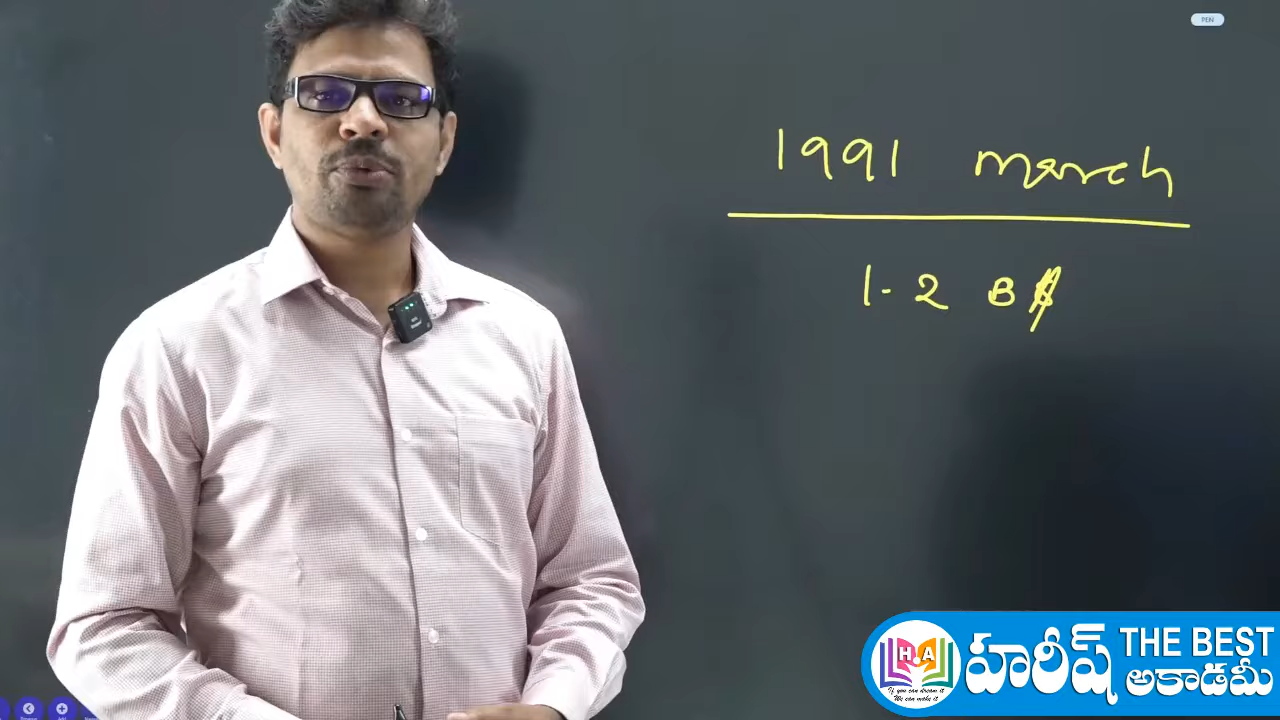 PEN
1991 march
1.2 B $
H A
If you can dream it
We can make it
హరీష్ THE BEST
అకాడమీ